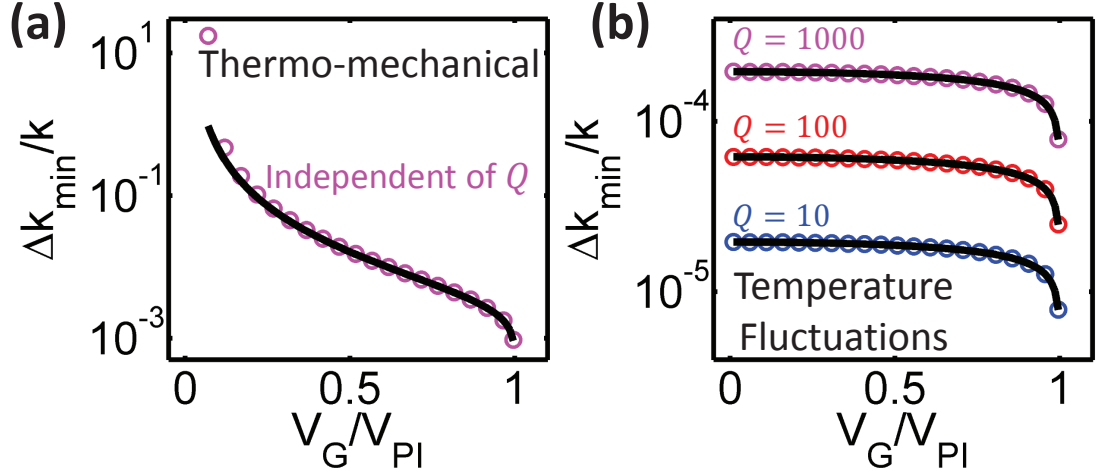 (a)
Δk_min/k
10^1
10^-1
10^-3
Thermo-mechanical
Independent of Q
0
0.5
1
V_G/V_PI
(b)
Δk_min/k
10^-4
10^-5
Q = 1000
Q = 100
Q = 10
Temperature
Fluctuations
0
0.5
1
V_G/V_PI